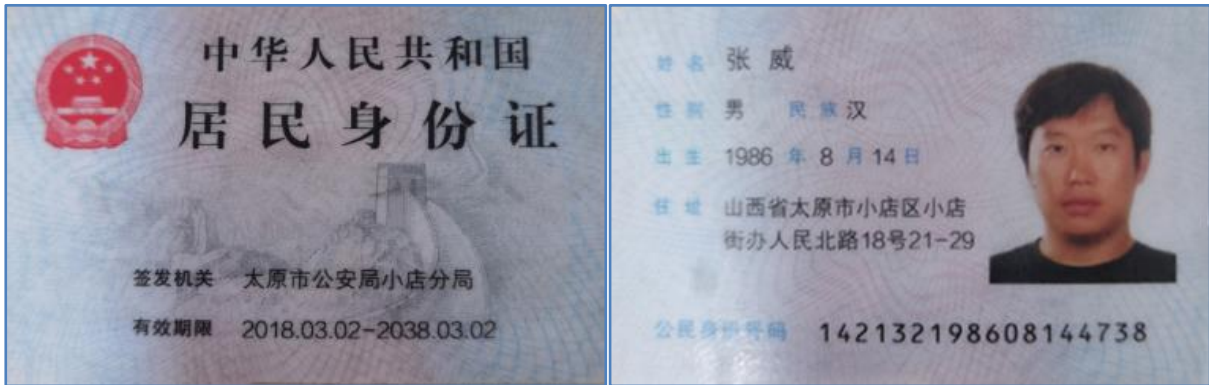 中华人民共和国
居民身份证
签发机关 太原市公安局小店分局
有效期限 2018.03.02-2038.03.02
姓名 张威
性别 男 民族 汉
出生 1986 年 8 月 14 日
住址 山西省太原市小店区小店
街办人民北路18号21-29
公民身份号码 142132198608144738